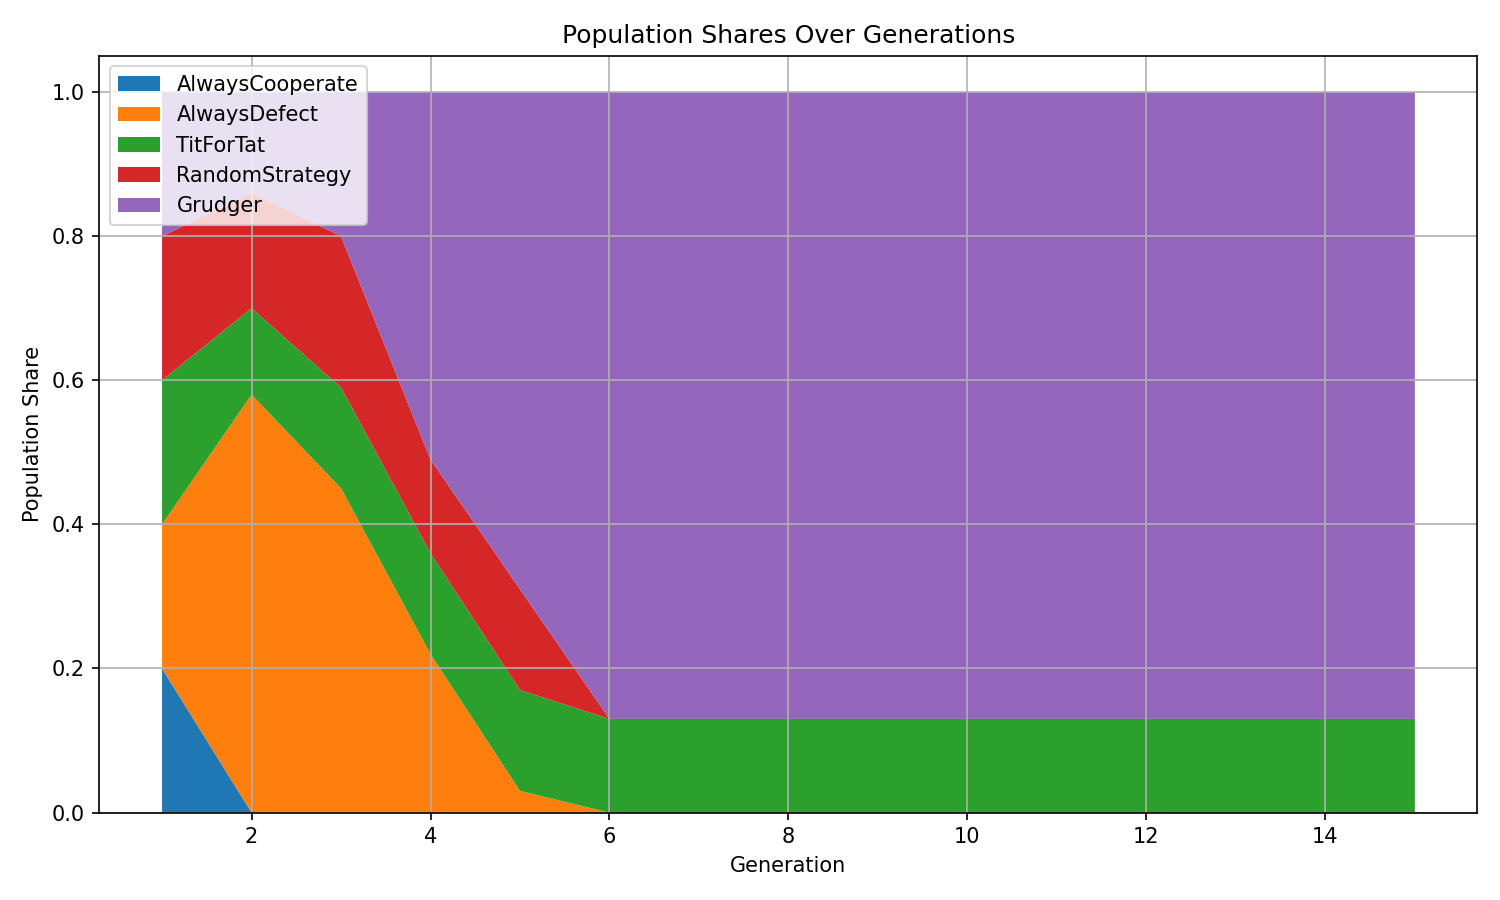 Population Shares Over Generations
AlwaysCooperate
AlwaysDefect
TitForTat
RandomStrategy
Grudger
Population Share
1.0
0.8
0.6
0.4
0.2
0.0
2 4 6 8 10 12 14
Generation